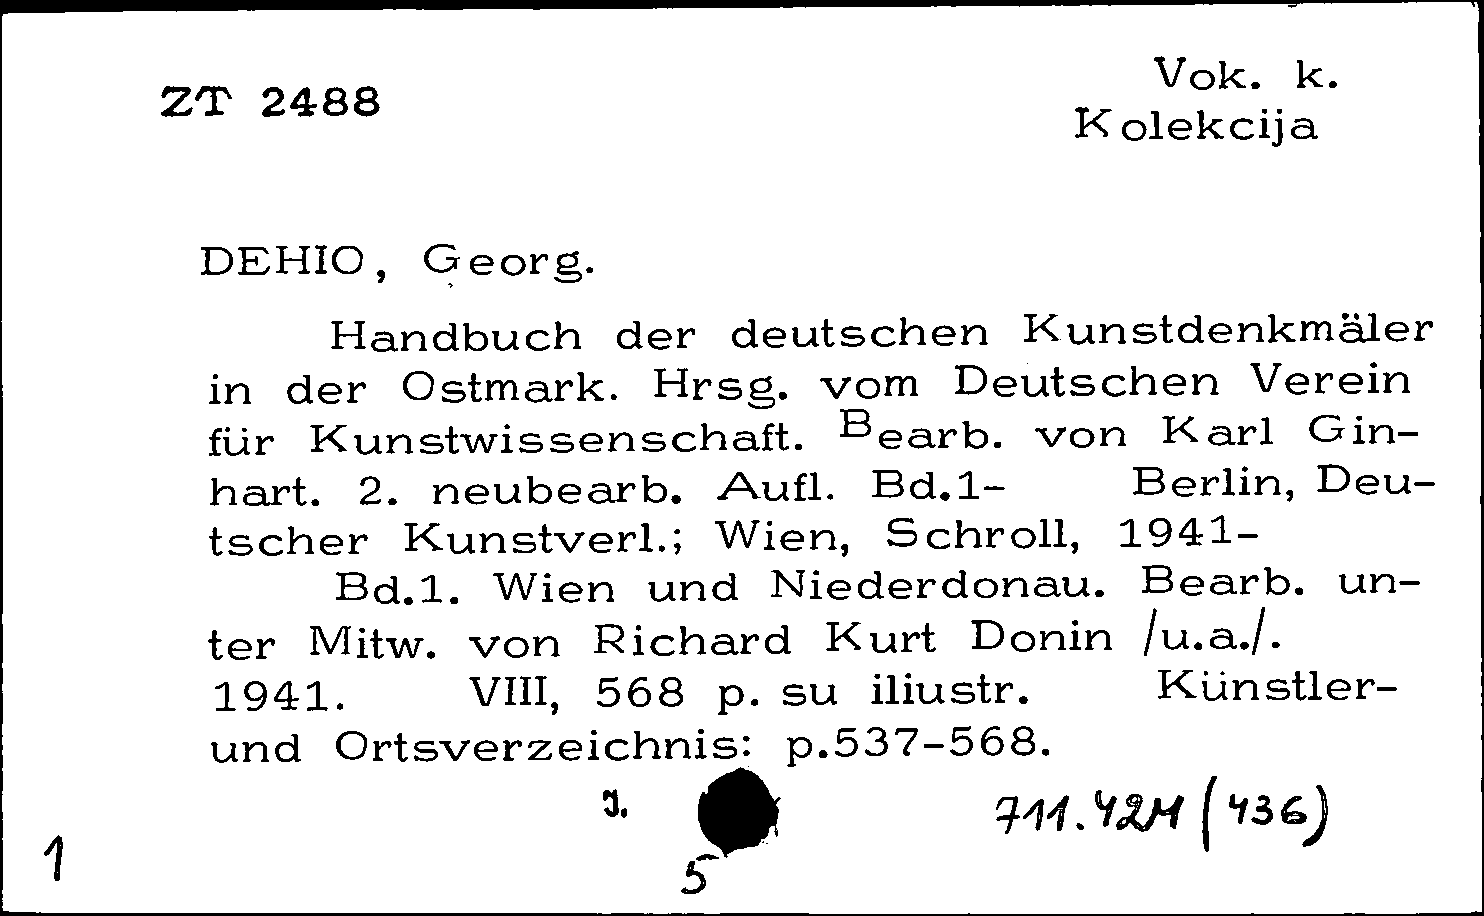 ZT 2488
Vok. k.
Kolekcija
DEHIO, Georg.
Handbuch der deutschen Kunstdenkmäler
in der Ostmark. Hrsg. vom Deutschen Verein
für Kunstwissenschaft. Bearb. von Karl Gin-
hart. 2. neubearb. Aufl. Bd.1- Berlin, Deu-
tscher Kunstverl.; Wien, Schroll, 1941-
Bd.1. Wien und Niederdonau. Bearb. un-
ter Mitw. von Richard Kurt Donin /u.a./.
1941. VIII, 568 p. su iliustr. Künstler-
und Ortsverzeichnis: p.537-568.
J.
1
5